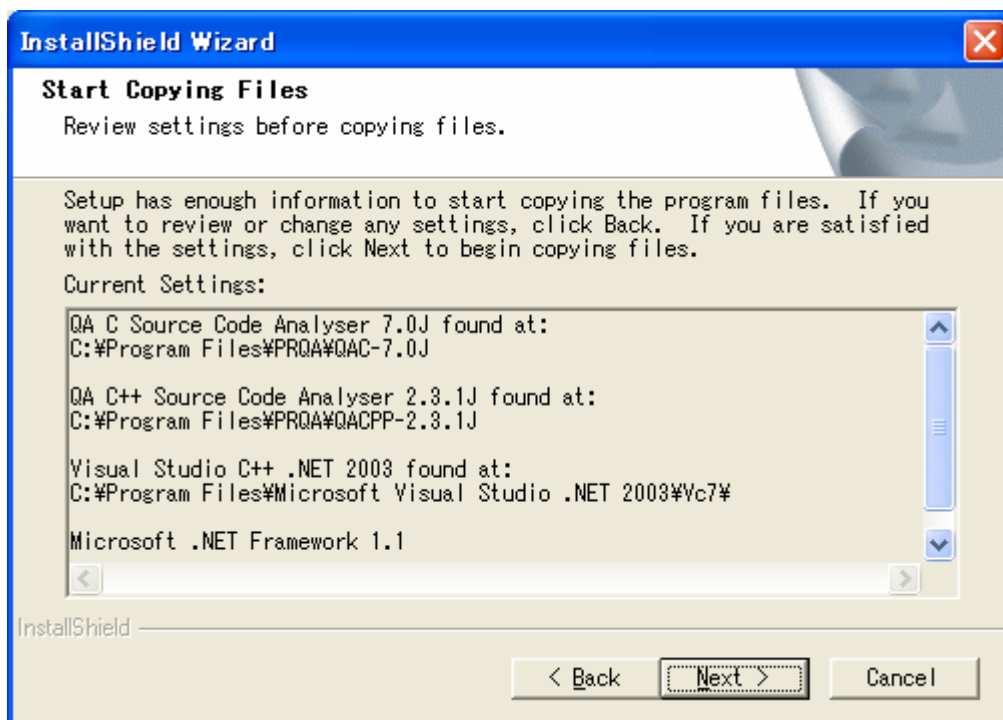 InstallShield Wizard
Start Copying Files
Review settings before copying files.
Setup has enough information to start copying the program files. If you
want to review or change any settings, click Back. If you are satisfied
with the settings, click Next to begin copying files.
Current Settings:
QA C Source Code Analyser 7.0J found at:
C:¥Program Files¥PRQA¥QAC-7.0J
QA C++ Source Code Analyser 2.3.1J found at:
C:¥Program Files¥PRQA¥QACPP-2.3.1J
Visual Studio C++ .NET 2003 found at:
C:¥Program Files¥Microsoft Visual Studio .NET 2003¥Vc7¥
Microsoft .NET Framework 1.1
InstallShield
< Back Next > Cancel